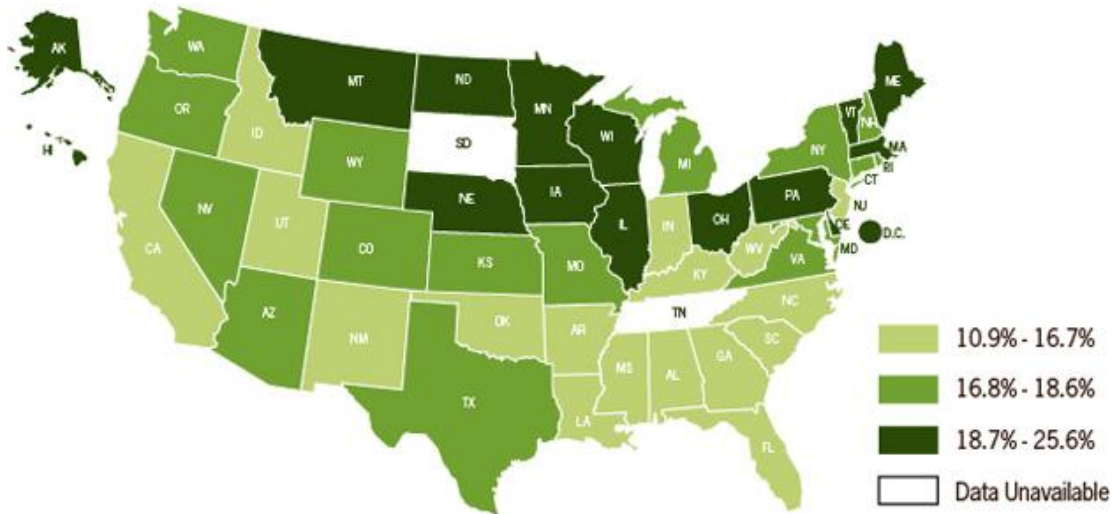 AK
WA
MT
ND
MN
ME
VT
NH
OR
ID
WI
MA
SD
NY
RI
HI
WY
MI
CT
IA
PA
NE
NJ
NV
UT
IL
IN
OH
DE
D.C.
CA
CO
WV
MD
KS
MO
VA
KY
AZ
NM
OK
AR
TN
NC
SC
MS
AL
GA
TX
LA
FL
10.9% - 16.7%
16.8% - 18.6%
18.7% - 25.6%
Data Unavailable